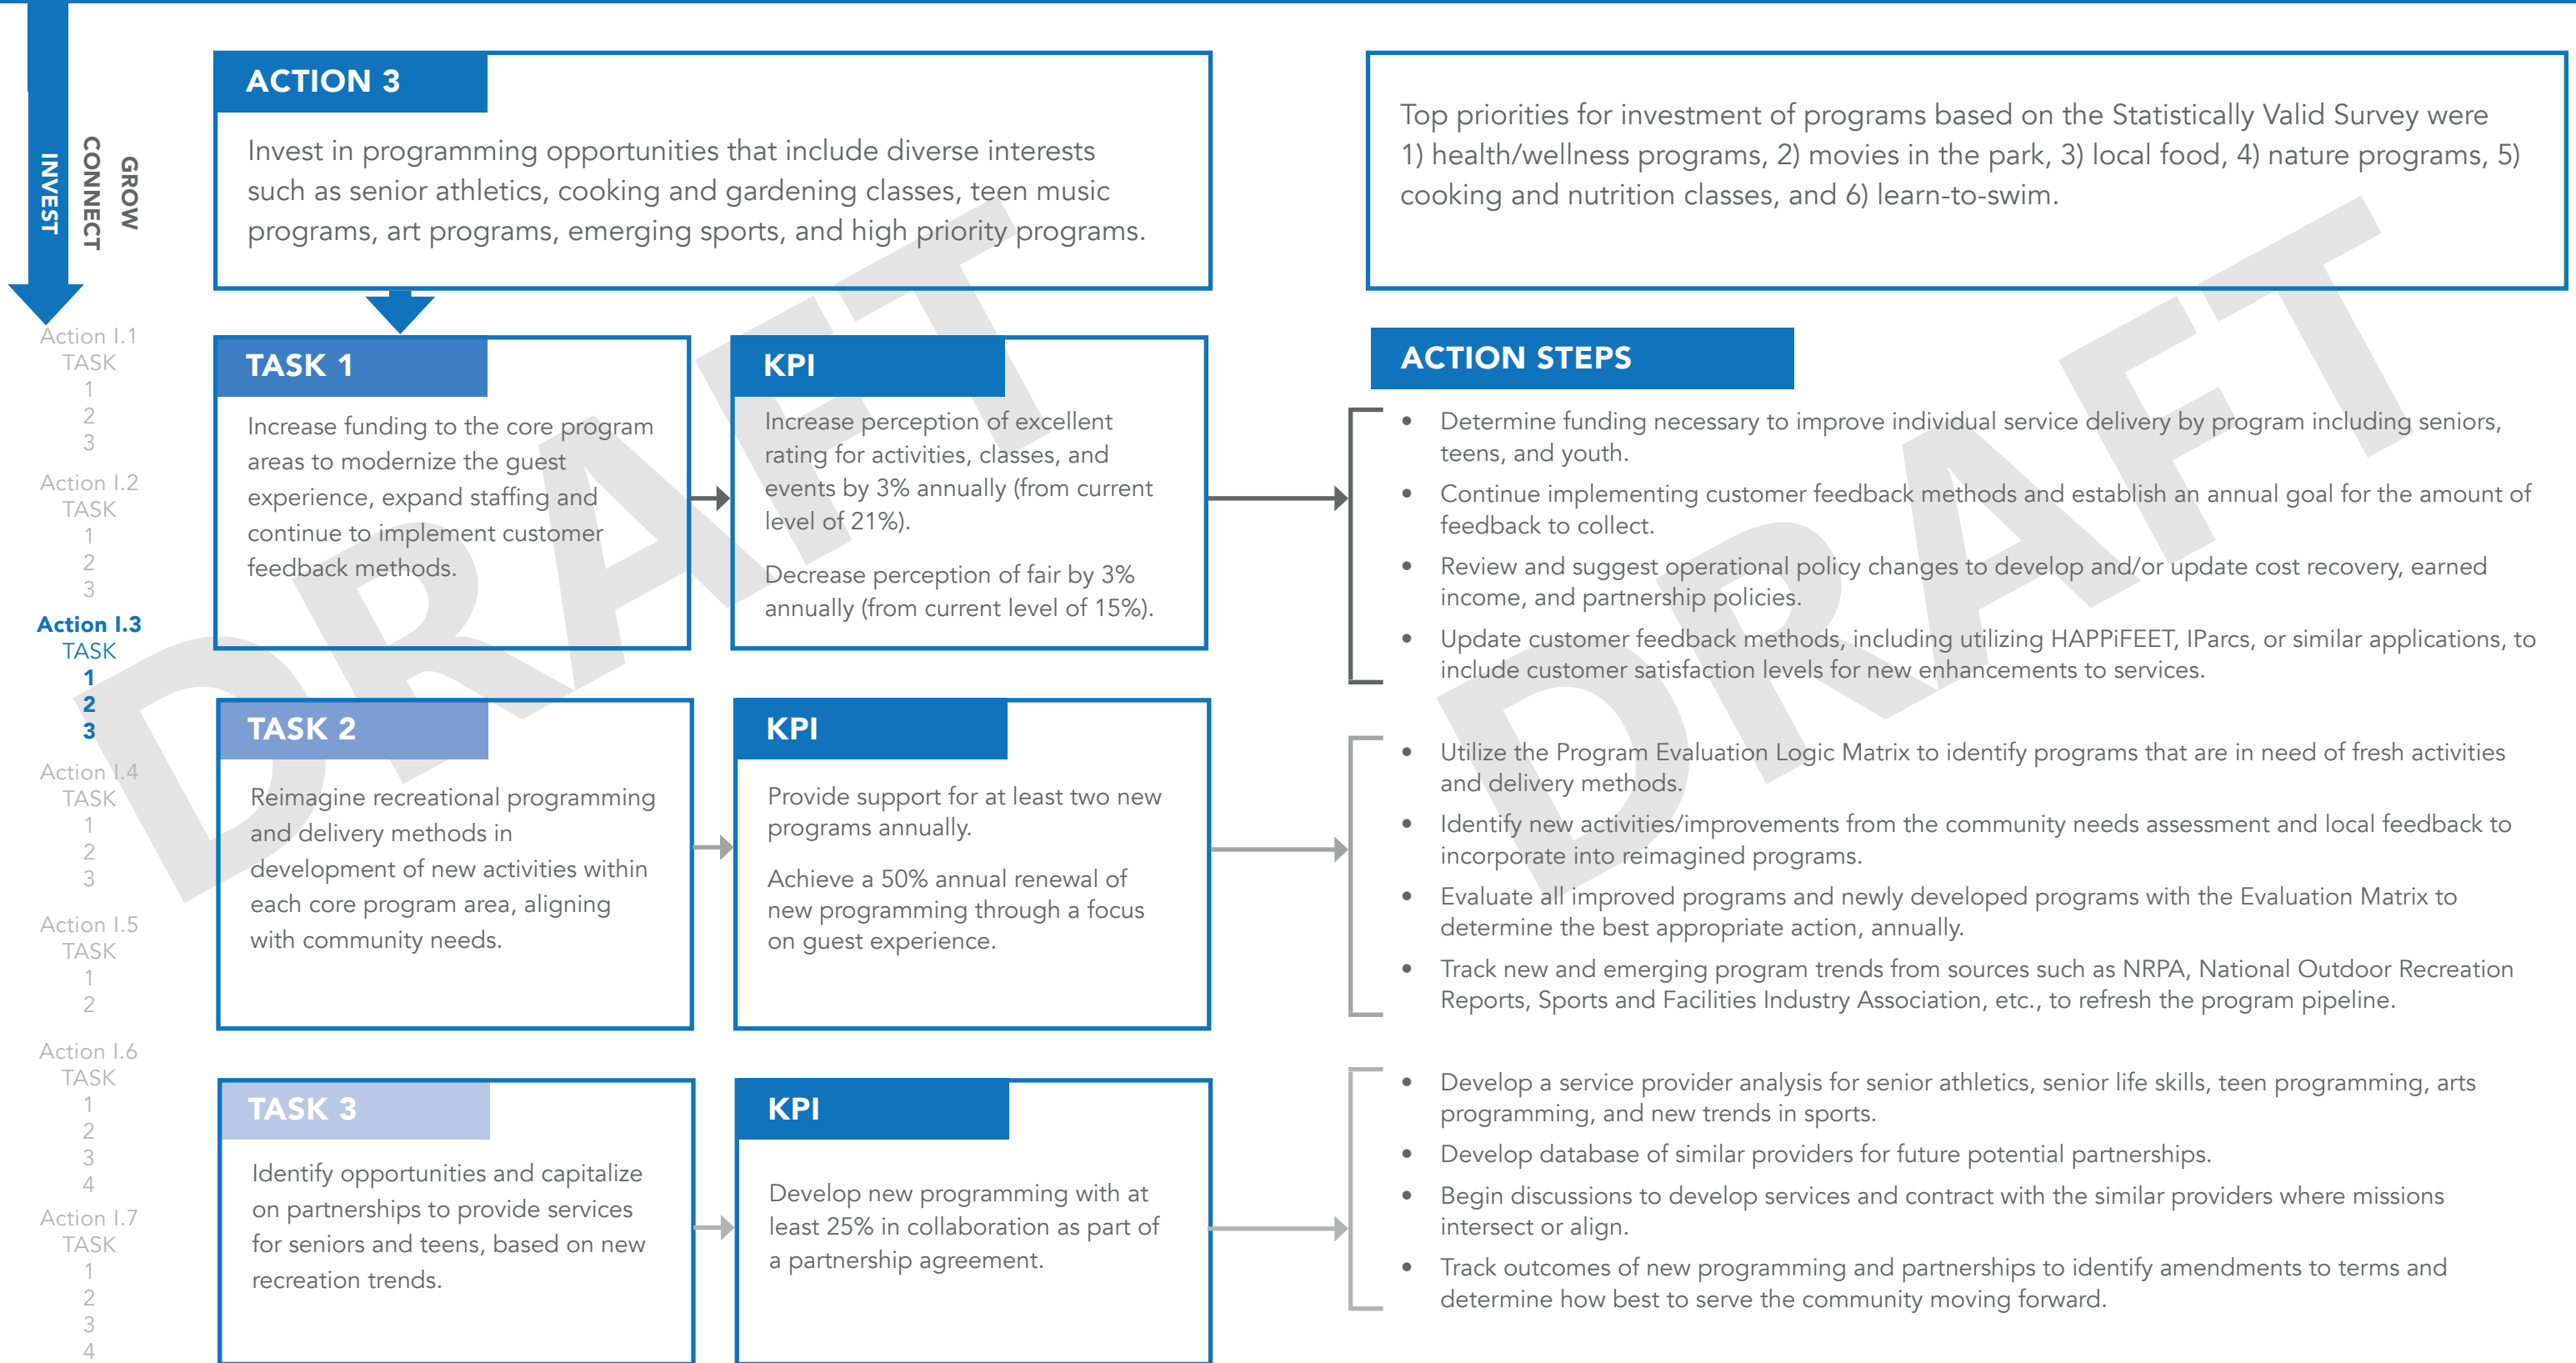 GROW
CONNECT
INVEST
Action I.1
TASK
1
2
3
Action I.2
TASK
1
2
3
Action I.3
TASK
1
2
3
Action I.4
TASK
1
2
3
Action I.5
TASK
1
2
Action I.6
TASK
1
2
3
4
Action I.7
TASK
1
2
3
4
ACTION 3
Invest in programming opportunities that include diverse interests
such as senior athletics, cooking and gardening classes, teen music
programs, art programs, emerging sports, and high priority programs.
Top priorities for investment of programs based on the Statistically Valid Survey were
1) health/wellness programs, 2) movies in the park, 3) local food, 4) nature programs, 5)
cooking and nutrition classes, and 6) learn-to-swim.
TASK 1
Increase funding to the core program
areas to modernize the guest
experience, expand staffing and
continue to implement customer
feedback methods.
KPI
Increase perception of excellent
rating for activities, classes, and
events by 3% annually (from current
level of 21%).
Decrease perception of fair by 3%
annually (from current level of 15%).
ACTION STEPS
• Determine funding necessary to improve individual service delivery by program including seniors,
teens, and youth.
• Continue implementing customer feedback methods and establish an annual goal for the amount of
feedback to collect.
• Review and suggest operational policy changes to develop and/or update cost recovery, earned
income, and partnership policies.
• Update customer feedback methods, including utilizing HAPPiFEET, IParcs, or similar applications, to
include customer satisfaction levels for new enhancements to services.
TASK 2
Reimagine recreational programming
and delivery methods in
development of new activities within
each core program area, aligning
with community needs.
KPI
Provide support for at least two new
programs annually.
Achieve a 50% annual renewal of
new programming through a focus
on guest experience.
• Utilize the Program Evaluation Logic Matrix to identify programs that are in need of fresh activities
and delivery methods.
• Identify new activities/improvements from the community needs assessment and local feedback to
incorporate into reimagined programs.
• Evaluate all improved programs and newly developed programs with the Evaluation Matrix to
determine the best appropriate action, annually.
• Track new and emerging program trends from sources such as NRPA, National Outdoor Recreation
Reports, Sports and Facilities Industry Association, etc., to refresh the program pipeline.
TASK 3
Identify opportunities and capitalize
on partnerships to provide services
for seniors and teens, based on new
recreation trends.
KPI
Develop new programming with at
least 25% in collaboration as part of
a partnership agreement.
• Develop a service provider analysis for senior athletics, senior life skills, teen programming, arts
programming, and new trends in sports.
• Develop database of similar providers for future potential partnerships.
• Begin discussions to develop services and contract with the similar providers where missions
intersect or align.
• Track outcomes of new programming and partnerships to identify amendments to terms and
determine how best to serve the community moving forward.
DRAFT
DRAFT